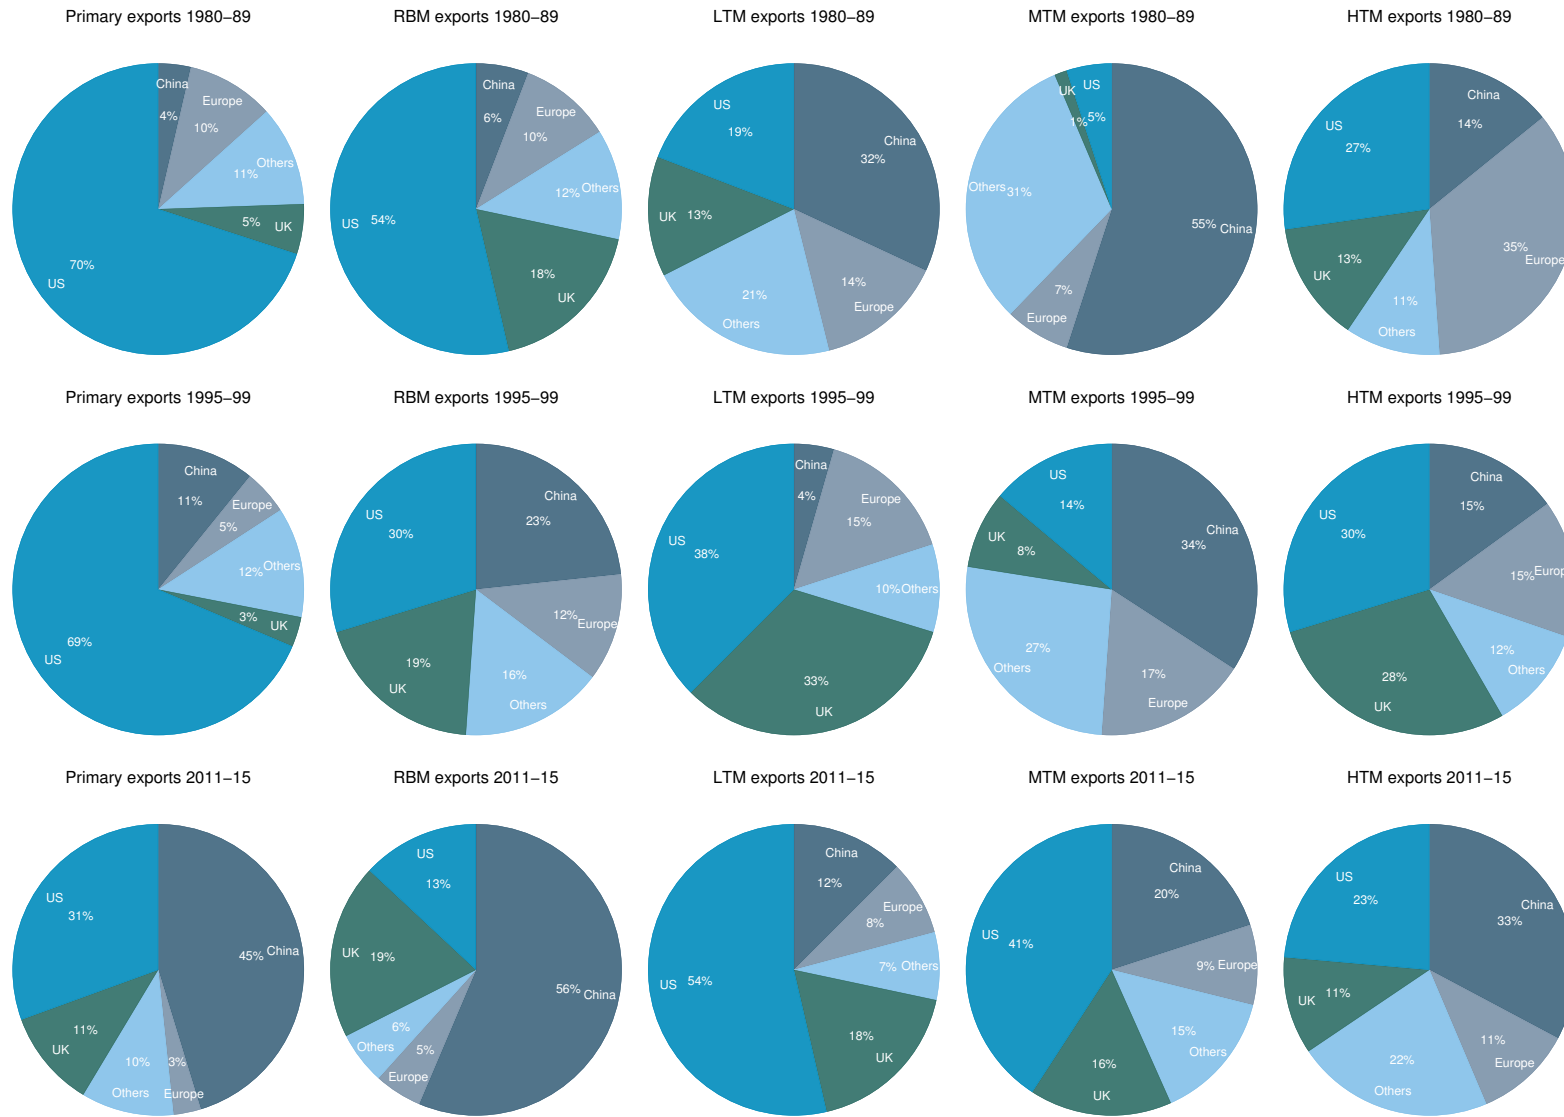 Primary exports 1980−89
RBM exports 1980−89
LTM exports 1980−89
MTM exports 1980−89
HTM exports 1980−89
China
4%
Europe
10%
Others
11%
UK
5%
US
70%
China
6%
Europe
10%
Others
12%
UK
18%
US
54%
China
32%
Europe
14%
Others
21%
UK
13%
US
19%
China
55%
Europe
7%
Others
31%
UK
1%
US
5%
China
14%
Europe
35%
Others
11%
UK
13%
US
27%
Primary exports 1995−99
RBM exports 1995−99
LTM exports 1995−99
MTM exports 1995−99
HTM exports 1995−99
China
11%
Europe
5%
Others
12%
UK
3%
US
69%
China
23%
Europe
12%
Others
16%
UK
19%
US
30%
China
4%
Europe
15%
Others
10%
UK
33%
US
38%
China
34%
Europe
17%
Others
27%
UK
8%
US
14%
China
15%
Europ
15%
Others
12%
UK
28%
US
30%
Primary exports 2011−15
RBM exports 2011−15
LTM exports 2011−15
MTM exports 2011−15
HTM exports 2011−15
China
45%
Europe
3%
Others
10%
UK
11%
US
31%
China
56%
Europe
5%
Others
6%
UK
19%
US
13%
China
12%
Europe
8%
Others
7%
UK
18%
US
54%
China
20%
Europe
9%
Others
15%
UK
16%
US
41%
China
33%
Europe
11%
Others
22%
UK
11%
US
23%